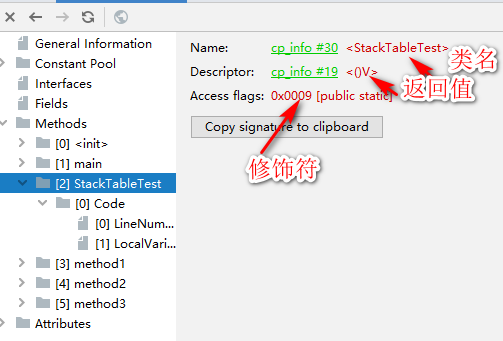 General Information
Constant Pool
Interfaces
Fields
Methods
[0] <init>
[1] main
[2] StackTableTest
[0] Code
[0] LineNum...
[1] LocalVari...
[3] method1
[4] method2
[5] method3
Attributes
Name: cp_info #30 <StackTableTest>
类名
Descriptor: cp_info #19 <()V>
返回值
Access flags: 0x0009 [public static]
Copy signature to clipboard
修饰符